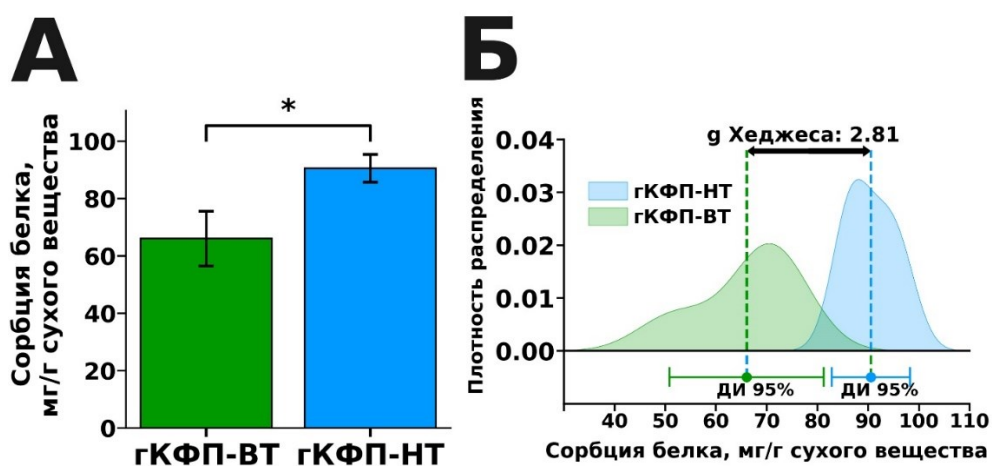 А
Сорбция белка,
мг/г сухого вещества
*
100
80
60
40
20
0
гКФП-ВТ
гКФП-НТ
Б
Плотность распределения
g Хеджеса: 2.81
0.04
0.03
0.02
0.01
0.00
гКФП-НТ
гКФП-ВТ
ДИ 95%
ДИ 95%
40 50 60 70 80 90 100 110
Сорбция белка, мг/г сухого вещества